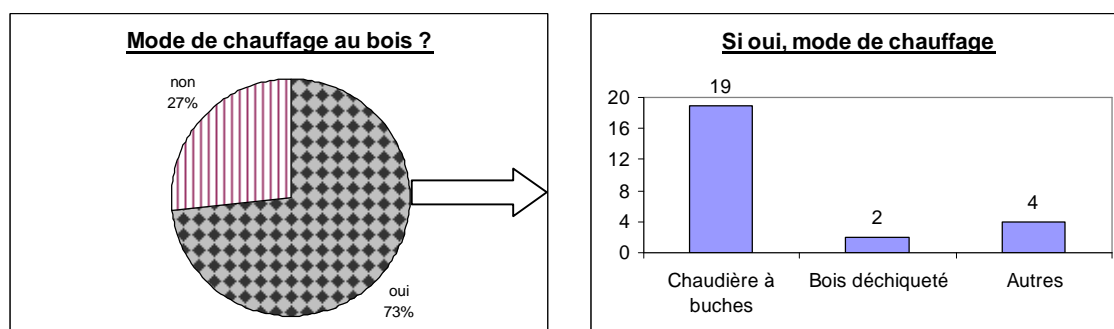 Mode de chauffage au bois ?
non
27%
oui
73%
Si oui, mode de chauffage
19
2
4
20
16
12
8
4
0
Chaudière à
buches
Bois déchiqueté
Autres